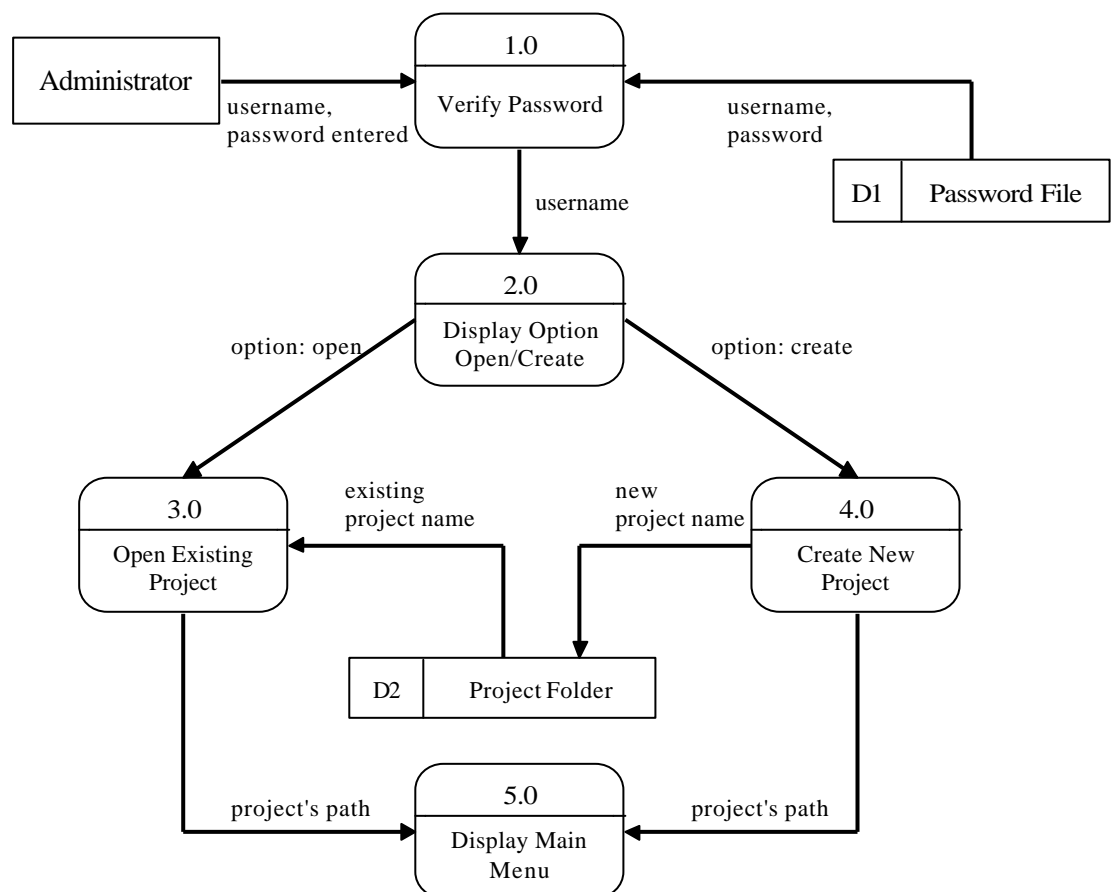 1.0
Administrator
Verify Password
username,
password entered
username,
password
D1 Password File
username
2.0
Display Option
Open/Create
option: open
option: create
existing
project name
new
project name
3.0
Open Existing
Project
4.0
Create New
Project
D2 Project Folder
5.0
project's path
project's path
Display Main
Menu